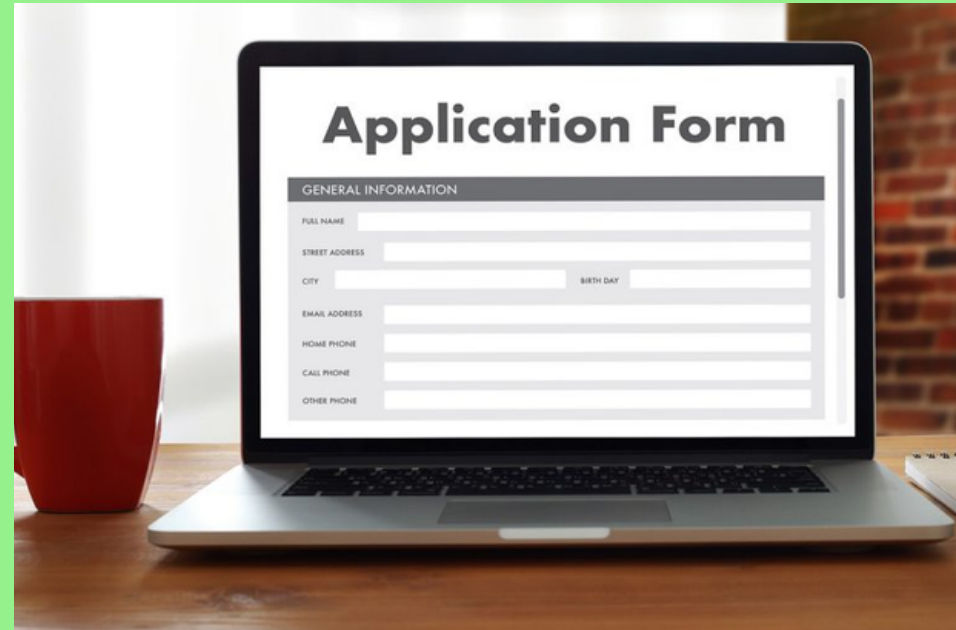 Application Form
GENERAL INFORMATION
FULL NAME
STREET ADDRESS
CITY BIRTH DAY
EMAIL ADDRESS
HOME PHONE
CALL PHONE
OTHER PHONE